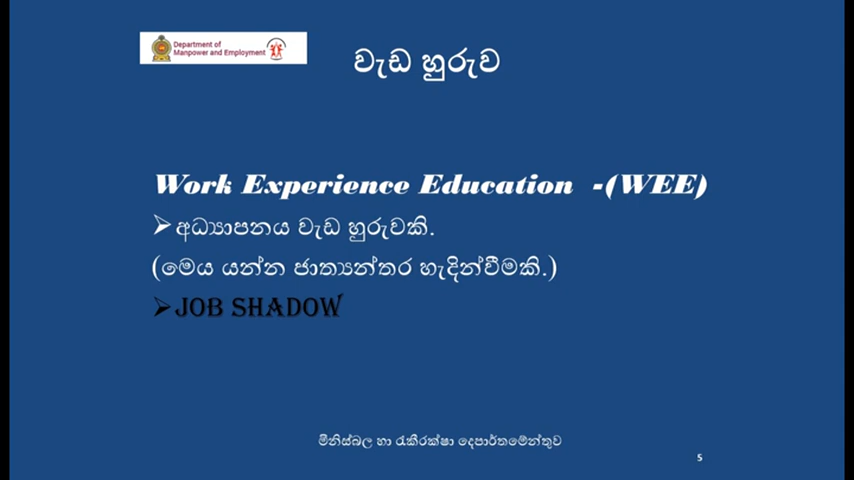 Department of
Manpower and Employment
වැඩ හුරුව
Work Experience Education -(WEE)
➢අධ්‍යාපනය වැඩ හුරුවකි.
(මෙය යන්න ජාත්‍යන්තර හැදින්වීමකි.)
➢JOB SHADOW
මිනිස්බල හා රැකීරක්ෂා දෙපාර්තමේන්තුව
5